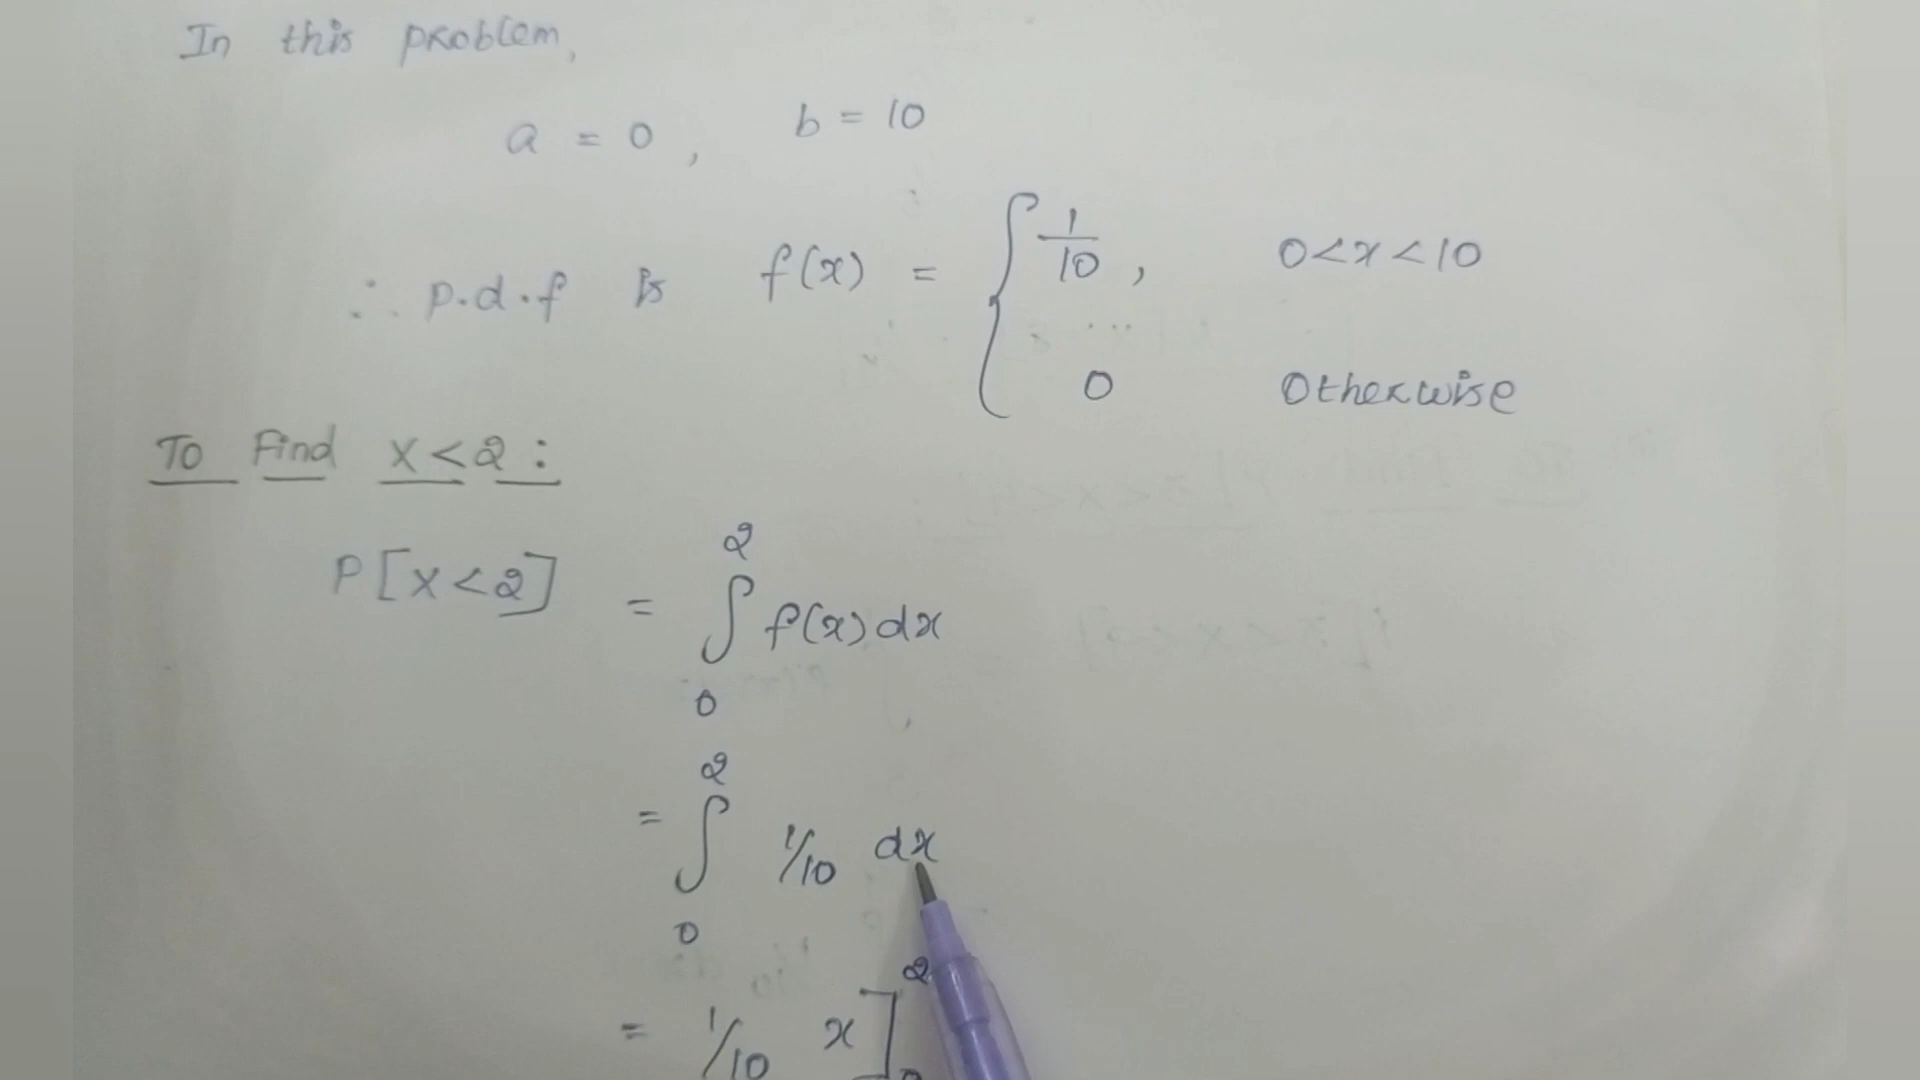 In this problem,
a = 0, b = 10
∴ p.d.f is f(x) = { 1/10, 0<x<10
0 Otherwise
To Find X<2:
P[X<2] = ∫₀² f(x)dx
= ∫₀² 1/10 dx
= 1/10 x]₀²